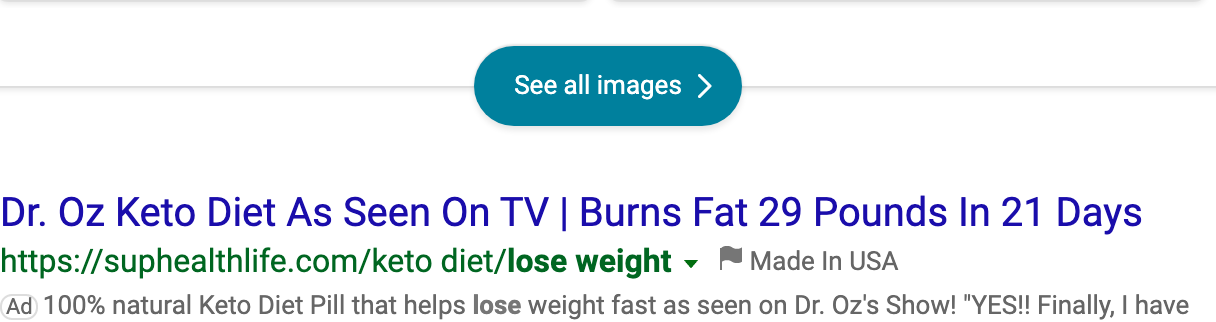 See all images
Dr. Oz Keto Diet As Seen On TV | Burns Fat 29 Pounds In 21 Days
https://suphealthlife.com/keto diet/lose weight Made In USA
Ad 100% natural Keto Diet Pill that helps lose weight fast as seen on Dr. Oz's Show! "YES!! Finally, I have